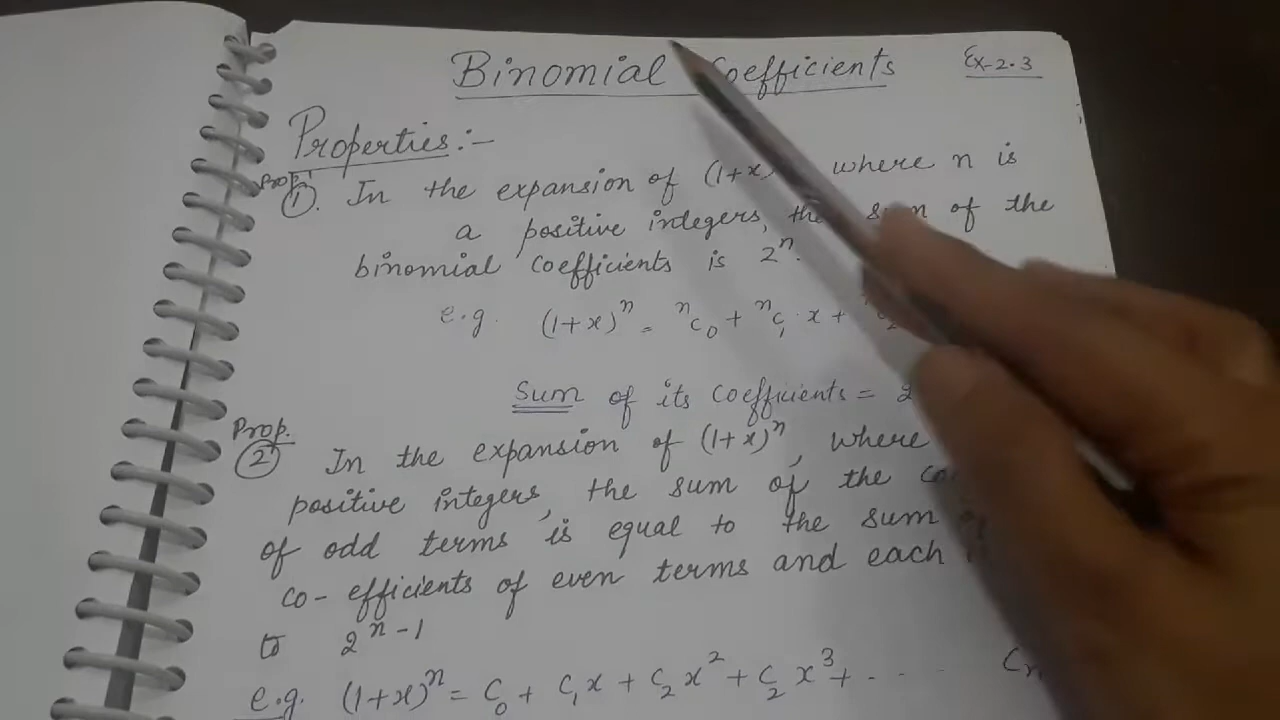 Binomial Coefficients Ex-2.3
Properties:-
Prop. ①. In the expansion of (1+x) where n is
a positive integers, the sum of the
binomial coefficients is 2ⁿ.
e.g. (1+x)ⁿ = ⁿC₀ + ⁿC₁ x +
Sum of its coefficients = 2
Prop. ② In the expansion of (1+x)ⁿ, where
positive integers, the sum of the
of odd terms is equal to the sum
co-efficients of even terms and each
to 2ⁿ⁻¹
e.g. (1+x)ⁿ = C₀ + C₁x + C₂x² + C₂x³ + . . . . Cₙ